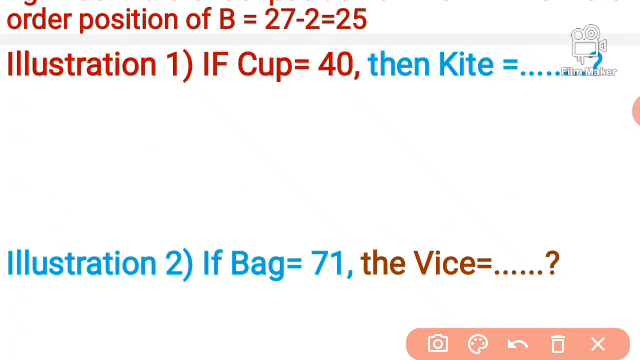 order position of B = 27-2=25
Illustration 1) IF Cup= 40, then Kite =........?
FilmMaker
Illustration 2) If Bag= 71, the Vice=......?